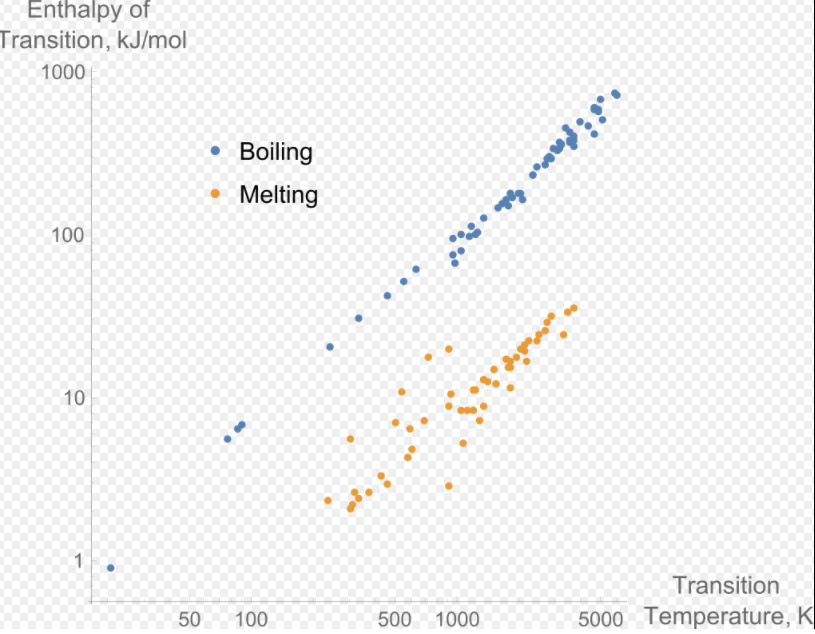 Enthalpy of
Transition, kJ/mol
1000
Boiling
Melting
100
10
1
Transition
50 100 500 1000 5000 Temperature, K